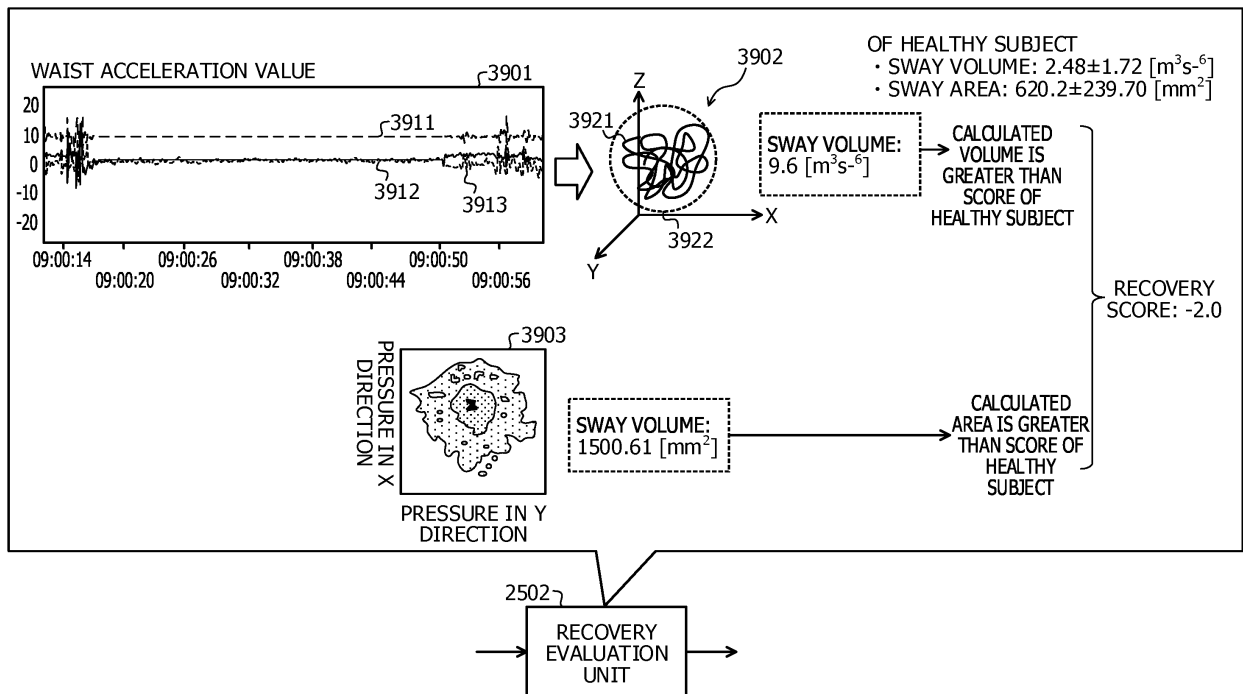 WAIST ACCELERATION VALUE
3901
20
10
0
-10
-20
3911
3912
3913
09:00:14
09:00:20
09:00:26
09:00:32
09:00:38
09:00:44
09:00:50
09:00:56
3902
Z
3921
X
3922
Y
OF HEALTHY SUBJECT
・SWAY VOLUME: 2.48±1.72 [m³s-⁶]
・SWAY AREA: 620.2±239.70 [mm²]
SWAY VOLUME:
9.6 [m³s-⁶]
CALCULATED
VOLUME IS
GREATER THAN
SCORE OF
HEALTHY SUBJECT
RECOVERY
SCORE: -2.0
3903
PRESSURE IN X
DIRECTION
PRESSURE IN Y
DIRECTION
SWAY VOLUME:
1500.61 [mm²]
CALCULATED
AREA IS GREATER
THAN SCORE OF
HEALTHY
SUBJECT
2502
RECOVERY
EVALUATION
UNIT